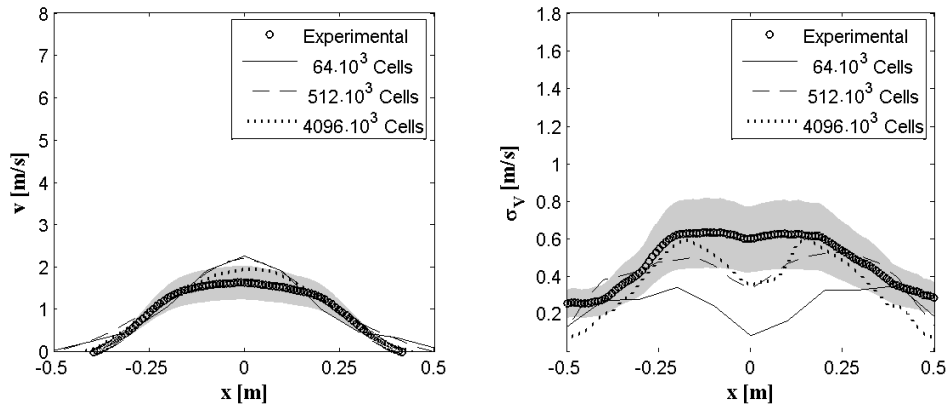 8
7
6
5
4
3
2
1
0
-0.5 -0.25 0 0.25 0.5
v [m/s]
x [m]
Experimental
64.10³ Cells
512.10³ Cells
4096.10³ Cells
1.8
1.6
1.4
1.2
1
0.8
0.6
0.4
0.2
-0.5 -0.25 0 0.25 0.5
σV [m/s]
x [m]
Experimental
64.10³ Cells
512.10³ Cells
4096.10³ Cells